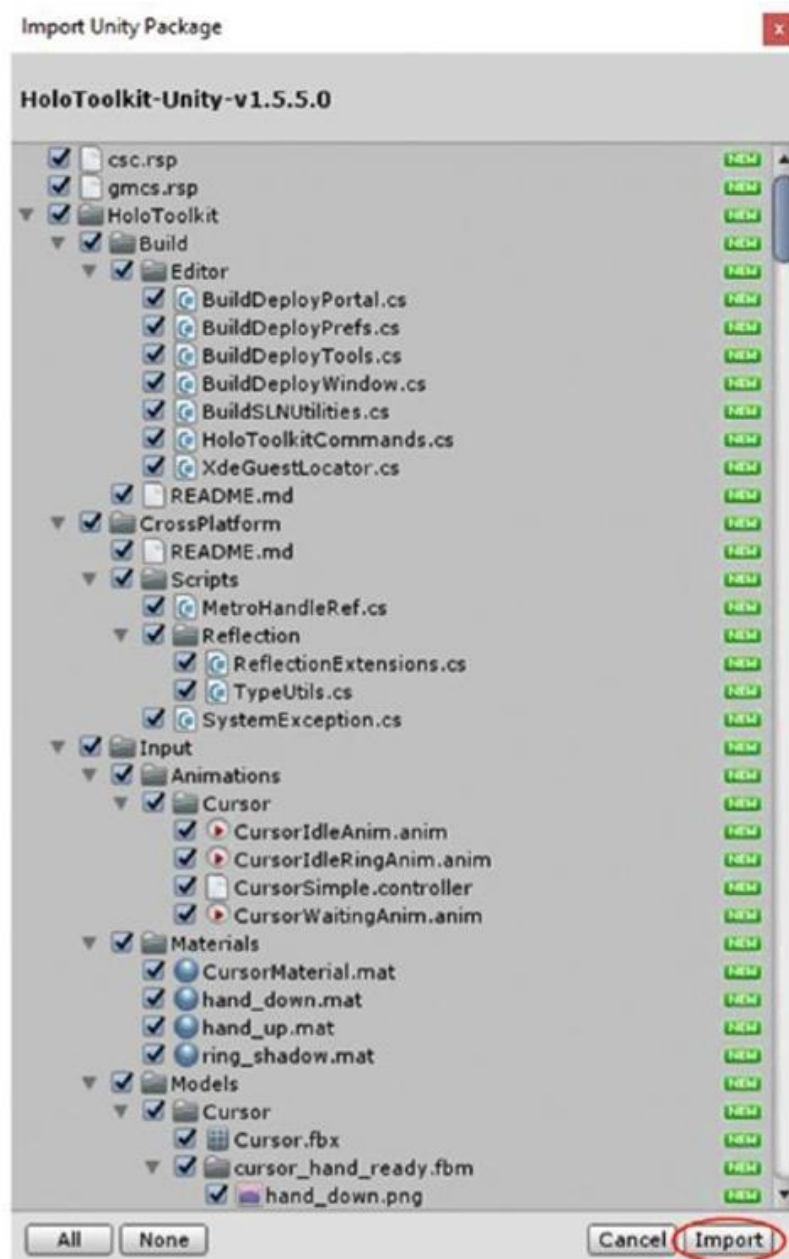 Import Unity Package
x
HoloToolkit-Unity-v1.5.5.0
csc.rsp NEW
gmcs.rsp NEW
HoloToolkit NEW
Build NEW
Editor NEW
BuildDeployPortal.cs NEW
BuildDeployPrefs.cs NEW
BuildDeployTools.cs NEW
BuildDeployWindow.cs NEW
BuildSLNUtilities.cs NEW
HoloToolkitCommands.cs NEW
XdeGuestLocator.cs NEW
README.md NEW
CrossPlatform NEW
README.md NEW
Scripts NEW
MetroHandleRef.cs NEW
Reflection NEW
ReflectionExtensions.cs NEW
TypeUtils.cs NEW
SystemException.cs NEW
Input NEW
Animations NEW
Cursor NEW
CursorIdleAnim.anim NEW
CursorIdleRingAnim.anim NEW
CursorSimple.controller NEW
CursorWaitingAnim.anim NEW
Materials NEW
CursorMaterial.mat NEW
hand_down.mat NEW
hand_up.mat NEW
ring_shadow.mat NEW
Models NEW
Cursor NEW
Cursor.fbx NEW
cursor_hand_ready.fbm NEW
hand_down.png NEW
All None Cancel Import